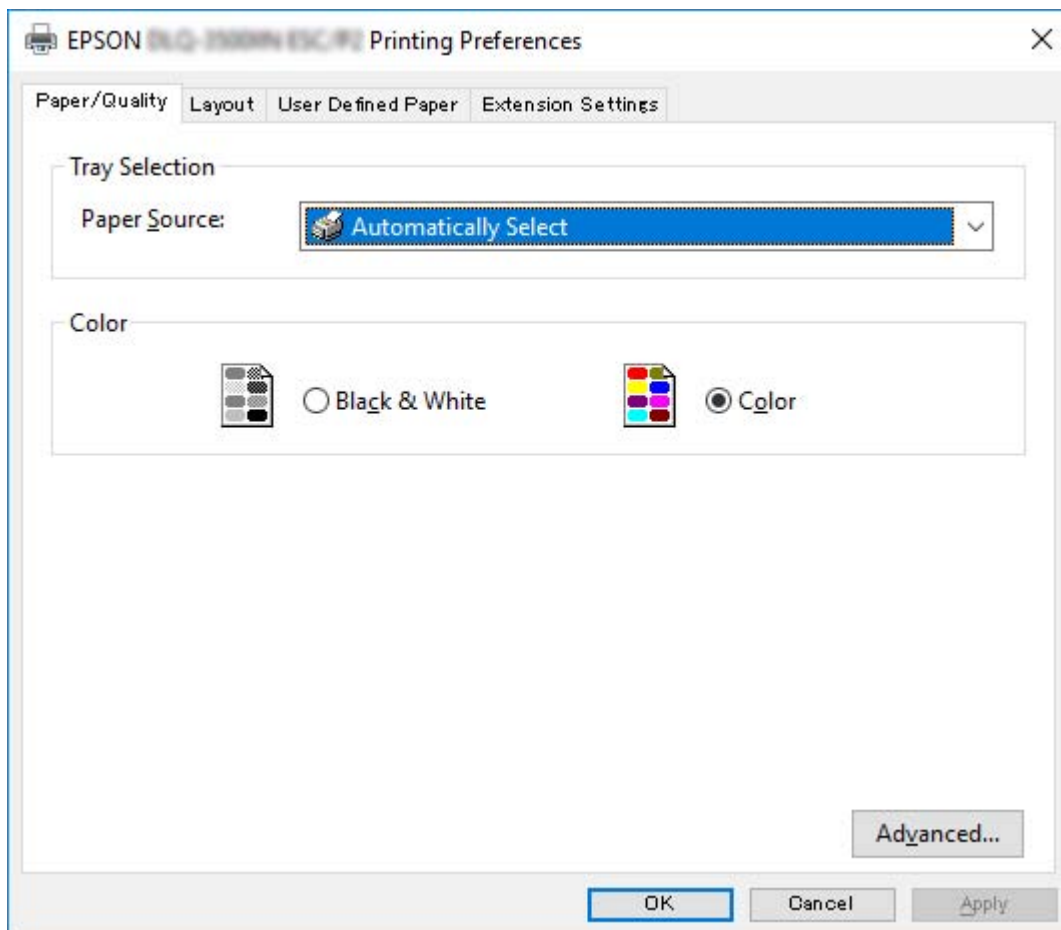 EPSON Printing Preferences
Paper/Quality Layout User Defined Paper Extension Settings
Tray Selection
Paper Source: Automatically Select
Color
Black & White Color
Advanced...
OK Cancel Apply